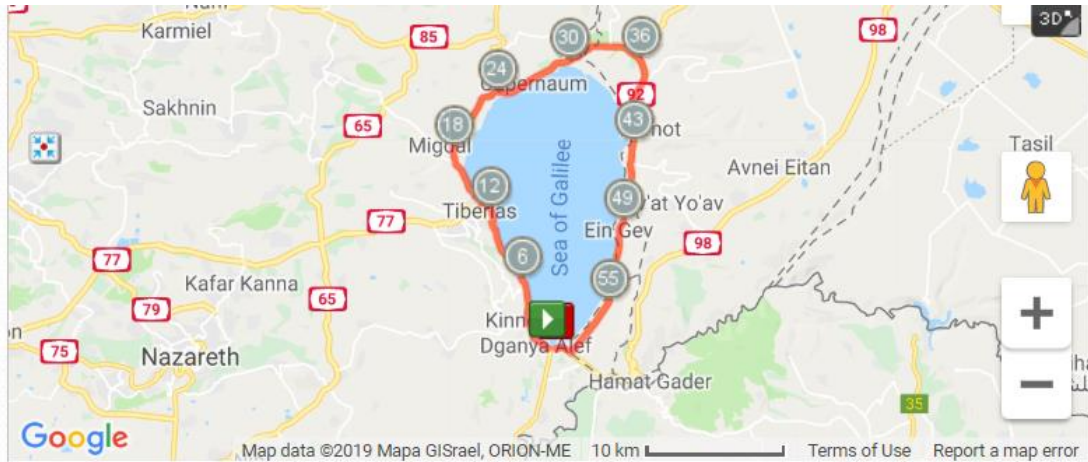 Karmiel
85
30
36
98
3D
24
Capernaum
92
Sakhnin
65
18
43
Migdal
Tasil
12
Avnei Eitan
Tiberias
49
'at Yo'av
77
Sea of Galilee
Ein Gev
98
77
6
55
Kafar Kanna
65
79
Dganya Alef
75
Nazareth
Hamat Gader
35
Google
Map data ©2019 Mapa GISrael, ORION-ME 10 km Terms of Use Report a map error